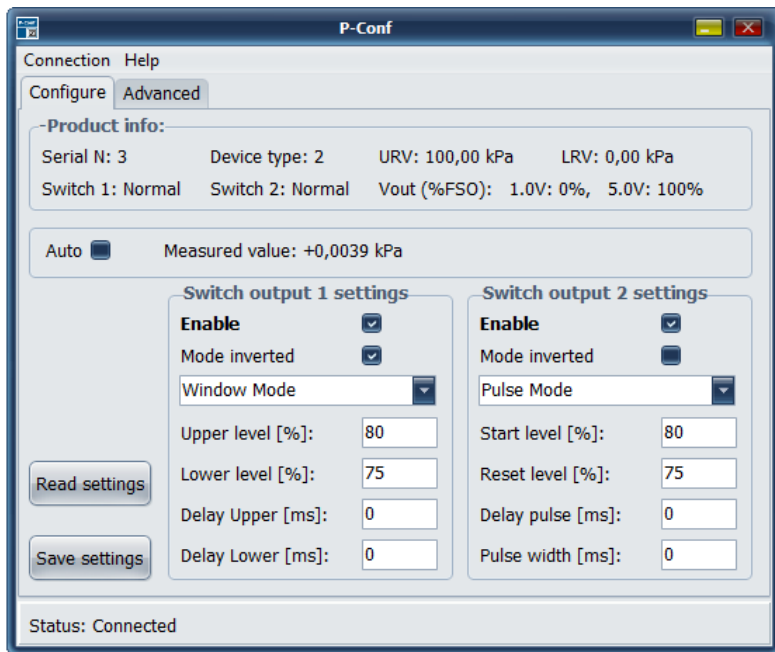 P-Conf
Connection Help
Configure Advanced
-Product info:
Serial N: 3 Device type: 2 URV: 100,00 kPa LRV: 0,00 kPa
Switch 1: Normal Switch 2: Normal Vout (%FSO): 1.0V: 0%, 5.0V: 100%
Auto Measured value: +0,0039 kPa
Switch output 1 settings
Enable
Mode inverted
Window Mode
Upper level [%]: 80
Lower level [%]: 75
Delay Upper [ms]: 0
Delay Lower [ms]: 0
Switch output 2 settings
Enable
Mode inverted
Pulse Mode
Start level [%]: 80
Reset level [%]: 75
Delay pulse [ms]: 0
Pulse width [ms]: 0
Read settings
Save settings
Status: Connected